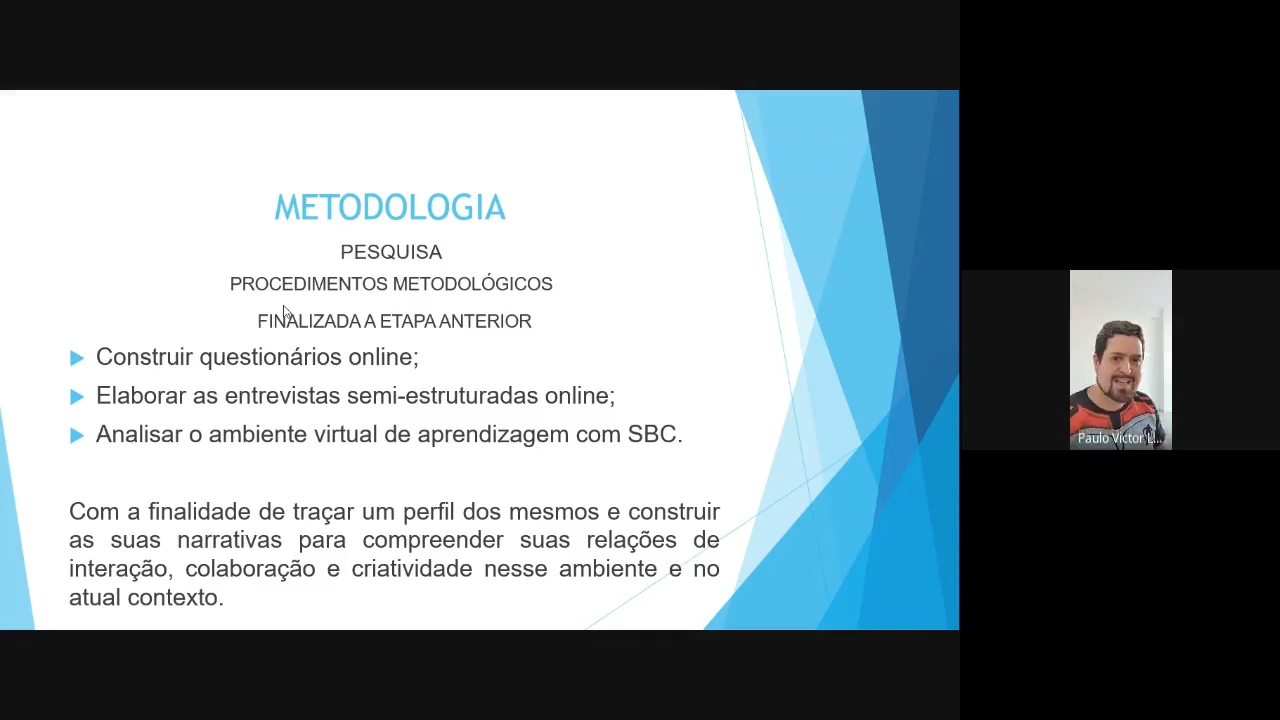 METODOLOGIA
PESQUISA
PROCEDIMENTOS METODOLÓGICOS
FINALIZADA A ETAPA ANTERIOR
Construir questionários online;
Elaborar as entrevistas semi-estruturadas online;
Analisar o ambiente virtual de aprendizagem com SBC.
Com a finalidade de traçar um perfil dos mesmos e construir
as suas narrativas para compreender suas relações de
interação, colaboração e criatividade nesse ambiente e no
atual contexto.
Paulo Victor L...